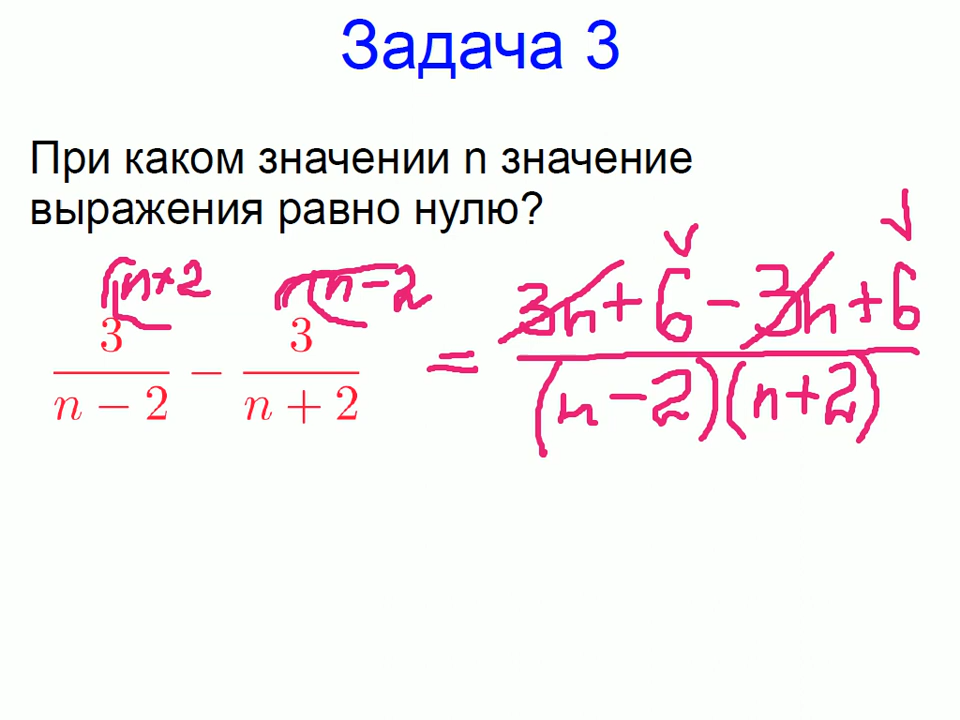 Задача 3
При каком значении n значение
выражения равно нулю?
n+2 n-2
3/(n - 2) - 3/(n + 2) = (3n+6-3n+6)/((n-2)(n+2))